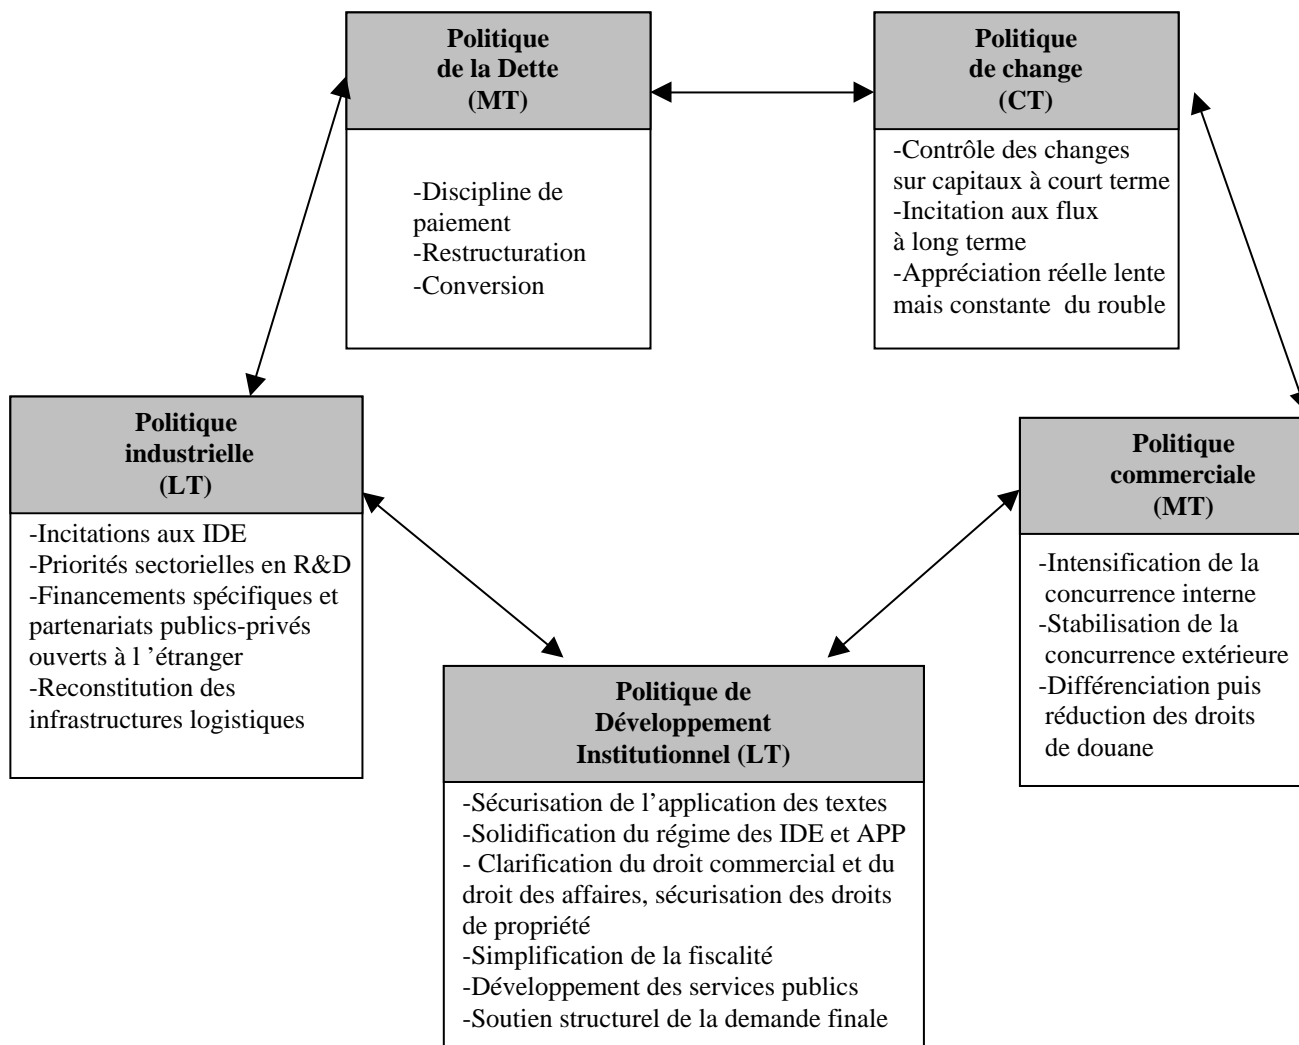 Politique
de la Dette
(MT)
-Discipline de
paiement
-Restructuration
-Conversion
Politique
de change
(CT)
-Contrôle des changes
sur capitaux à court terme
-Incitation aux flux
à long terme
-Appréciation réelle lente
mais constante du rouble
Politique
industrielle
(LT)
-Incitations aux IDE
-Priorités sectorielles en R&D
-Financements spécifiques et
partenariats publics-privés
ouverts à l ’étranger
-Reconstitution des
infrastructures logistiques
Politique
commerciale
(MT)
-Intensification de la
concurrence interne
-Stabilisation de la
concurrence extérieure
-Différenciation puis
réduction des droits
de douane
Politique de
Développement
Institutionnel (LT)
-Sécurisation de l’application des textes
-Solidification du régime des IDE et APP
- Clarification du droit commercial et du
droit des affaires, sécurisation des droits
de propriété
-Simplification de la fiscalité
-Développement des services publics
-Soutien structurel de la demande finale